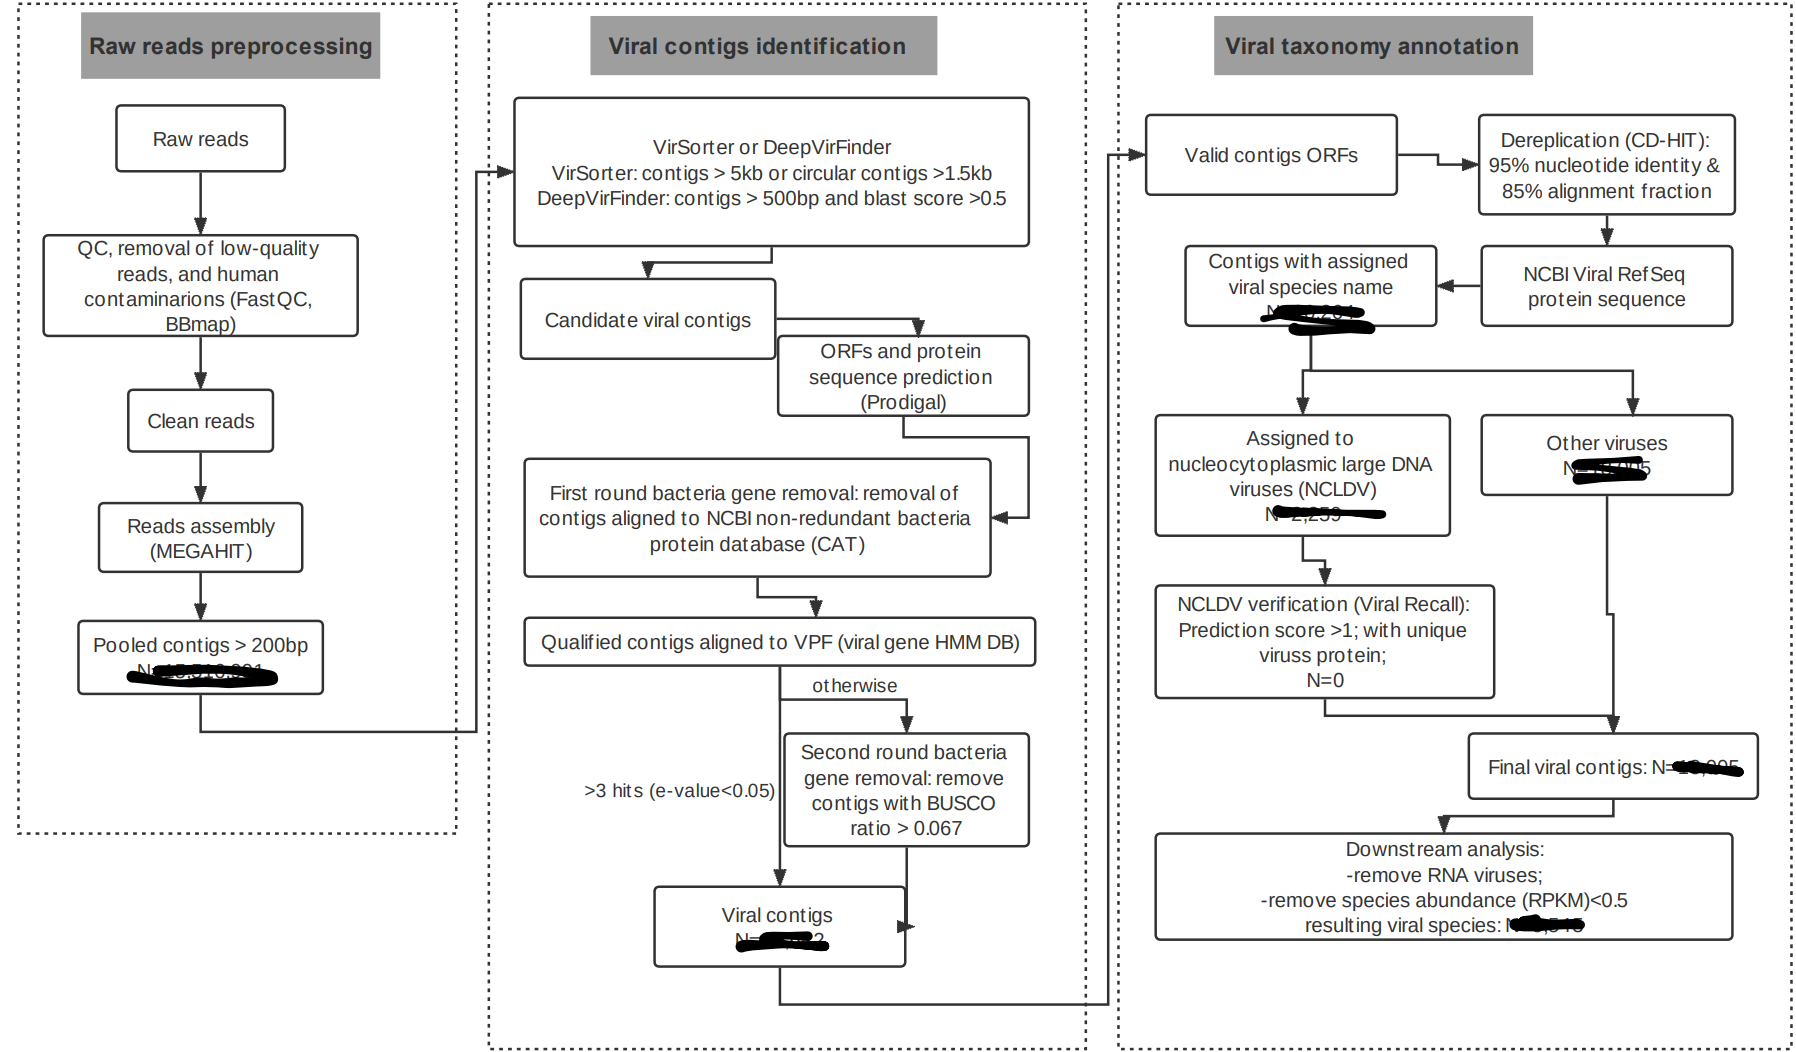 Raw reads preprocessing
Raw reads
QC, removal of low-quality
reads, and human
contaminarions (FastQC,
BBmap)
Clean reads
Reads assembly
(MEGAHIT)
Pooled contigs > 200bp
Viral contigs identification
VirSorter or DeepVirFinder
VirSorter: contigs > 5kb or circular contigs >1.5kb
DeepVirFinder: contigs > 500bp and blast score >0.5
Candidate viral contigs
ORFs and protein
sequence prediction
(Prodigal)
First round bacteria gene removal: removal of
contigs aligned to NCBI non-redundant bacteria
protein database (CAT)
Qualified contigs aligned to VPF (viral gene HMM DB)
otherwise
>3 hits (e-value<0.05)
Second round bacteria
gene removal: remove
contigs with BUSCO
ratio > 0.067
Viral contigs
Viral taxonomy annotation
Valid contigs ORFs
Dereplication (CD-HIT):
95% nucleotide identity &
85% alignment fraction
NCBI Viral RefSeq
protein sequence
Contigs with assigned
viral species name
Assigned to
nucleocytoplasmic large DNA
viruses (NCLDV)
Other viruses
NCLDV verification (Viral Recall):
Prediction score >1; with unique
viruss protein;
N=0
Final viral contigs:
Downstream analysis:
-remove RNA viruses;
-remove species abundance (RPKM)<0.5
resulting viral species: